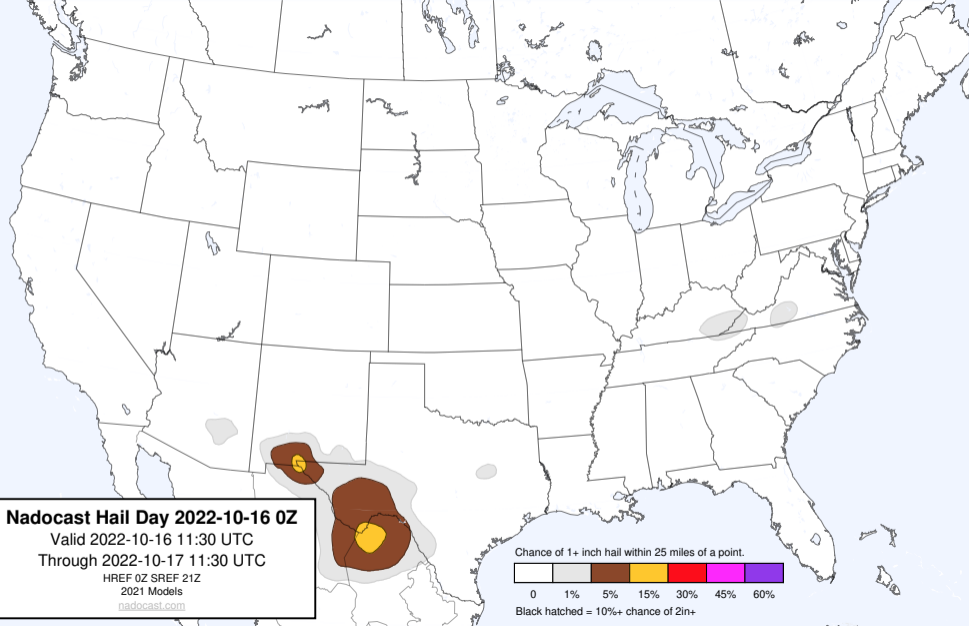 Nadocast Hail Day 2022-10-16 0Z
Valid 2022-10-16 11:30 UTC
Through 2022-10-17 11:30 UTC
HREF 0Z SREF 21Z
2021 Models
nadocast.com
Chance of 1+ inch hail within 25 miles of a point.
0 1% 5% 15% 30% 45% 60%
Black hatched = 10%+ chance of 2in+